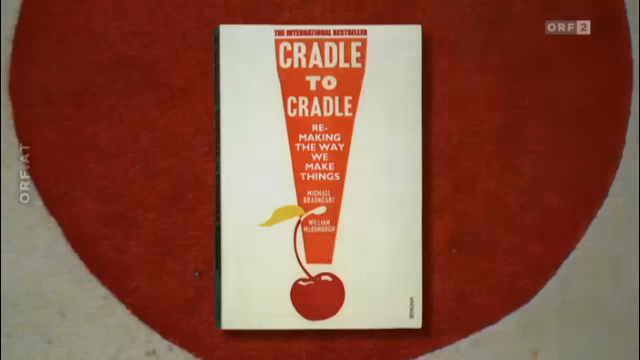 ORF 2
ORF.AT
THE INTERNATIONAL BESTSELLER
CRADLE
TO
CRADLE
RE-
MAKING
THE WAY
WE
MAKE
THINGS
MICHAEL
BRAUNGART
WILLIAM
MCDONOUGH